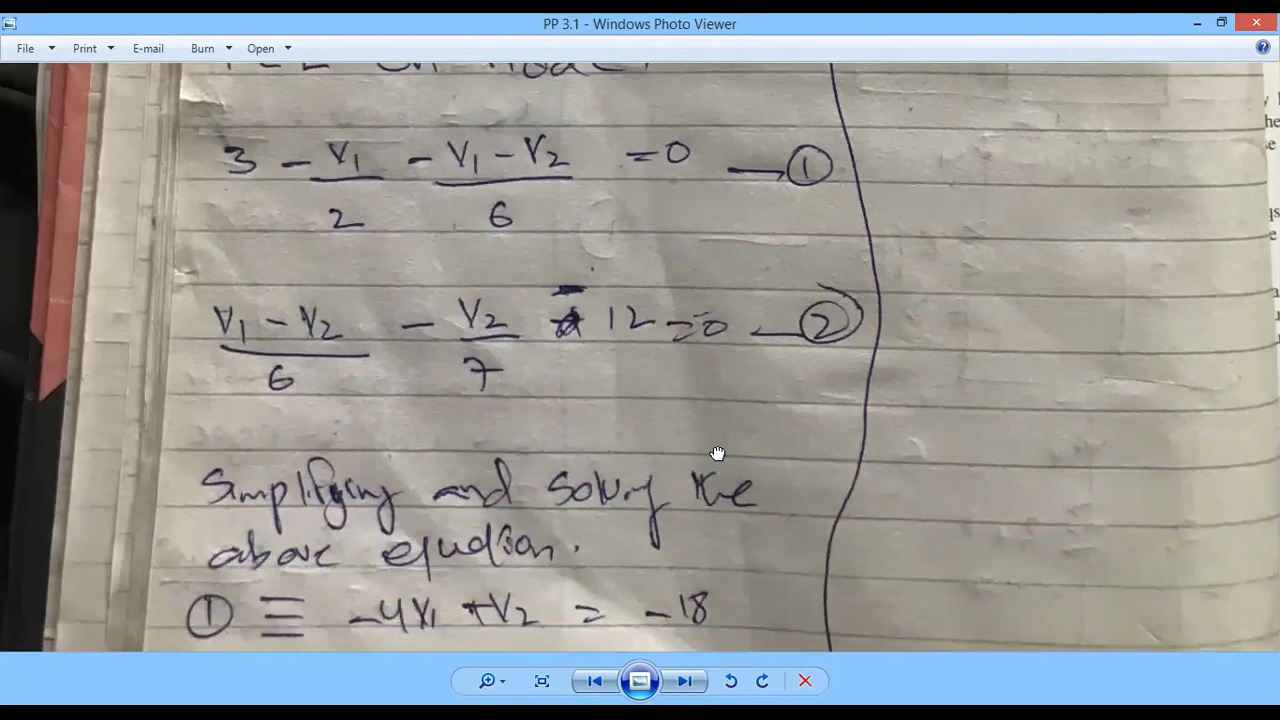 PP 3.1 - Windows Photo Viewer
File Print E-mail Burn Open
3 - V1/2 - (V1 - V2)/6 = 0 — ①
(V1 - V2)/6 - V2/7 - 12 = 0 — ②
Simplifying and solving the
above equation.
① ≡ -4V1 + V2 = -18